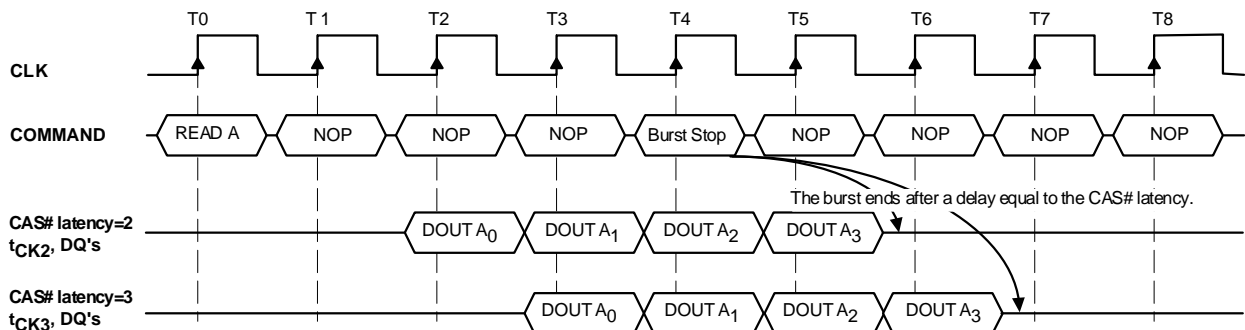 T0 T1 T2 T3 T4 T5 T6 T7 T8
CLK
COMMAND READ A NOP NOP NOP Burst Stop NOP NOP NOP NOP
The burst ends after a delay equal to the CAS# latency.
CAS# latency=2
tCK2, DQ's DOUT A0 DOUT A1 DOUT A2 DOUT A3
CAS# latency=3
tCK3, DQ's DOUT A0 DOUT A1 DOUT A2 DOUT A3